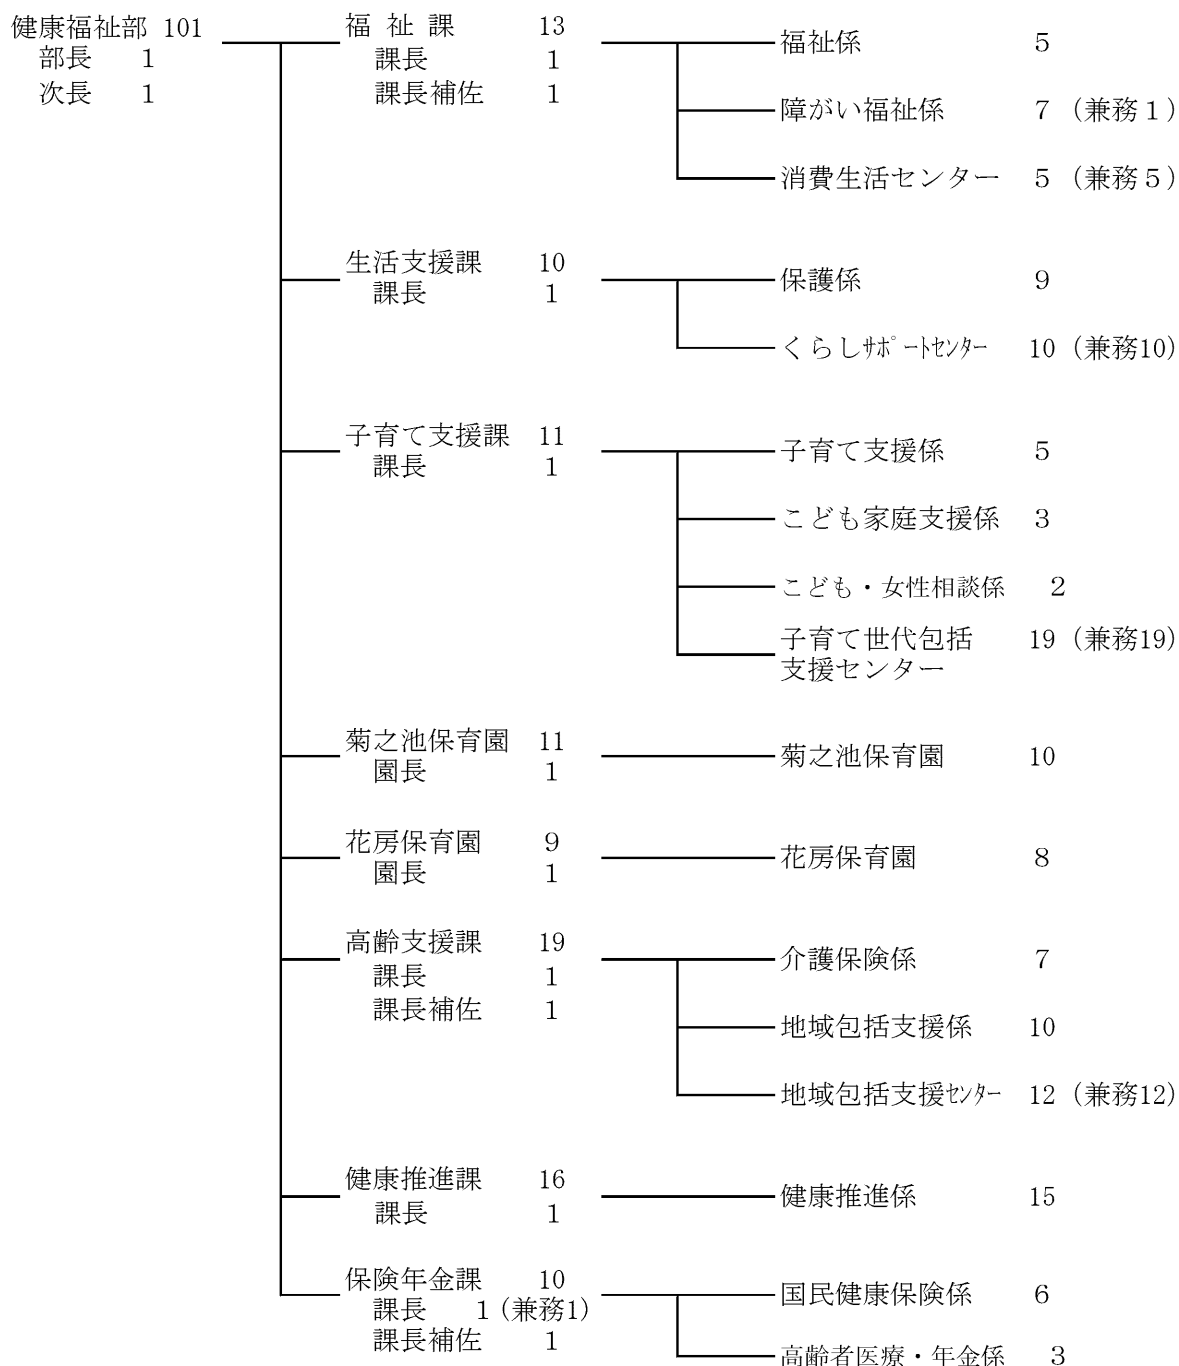 健康福祉部 101
部長 1
次長 1
福 祉 課 13
課長 1
課長補佐 1
福祉係 5
障がい福祉係 7 (兼務１)
消費生活センター 5 (兼務５)
生活支援課 10
課長 1
保護係 9
くらしｻﾎﾟｰﾄｾﾝﾀｰ 10 (兼務10)
子育て支援課 11
課長 1
子育て支援係 5
こども家庭支援係 3
こども・女性相談係 2
子育て世代包括 19 (兼務19)
支援センター
菊之池保育園 11
園長 1
菊之池保育園 10
花房保育園 9
園長 1
花房保育園 8
高齢支援課 19
課長 1
課長補佐 1
介護保険係 7
地域包括支援係 10
地域包括支援ｾﾝﾀｰ 12 (兼務12)
健康推進課 16
課長 1
健康推進係 15
保険年金課 10
課長 1 (兼務1)
課長補佐 1
国民健康保険係 6
高齢者医療・年金係 3